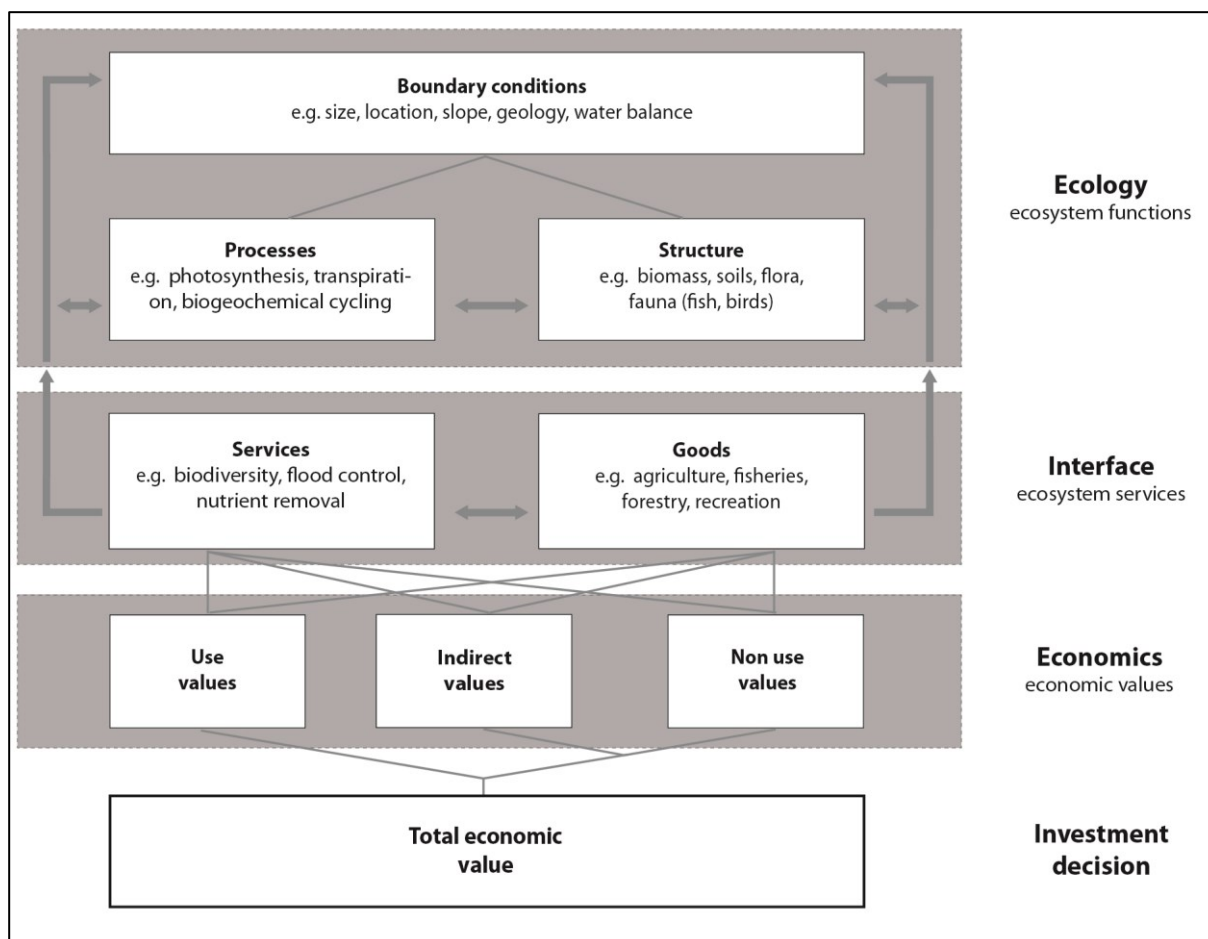 Boundary conditions
e.g. size, location, slope, geology, water balance
Ecology
ecosystem functions
Processes
e.g. photosynthesis, transpirati-
on, biogeochemical cycling
Structure
e.g. biomass, soils, flora,
fauna (fish, birds)
Services
e.g. biodiversity, flood control,
nutrient removal
Goods
e.g. agriculture, fisheries,
forestry, recreation
Interface
ecosystem services
Use
values
Indirect
values
Non use
values
Economics
economic values
Total economic
value
Investment
decision